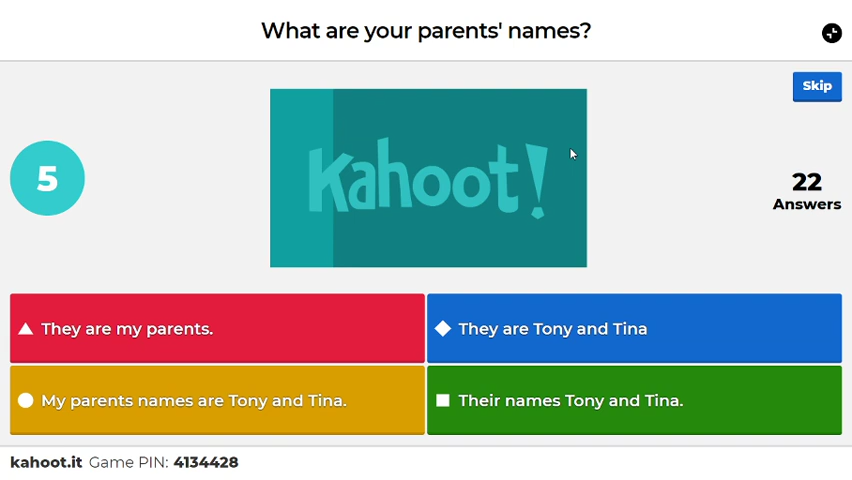 What are your parents' names?
Skip
5
Kahoot!
22
Answers
They are my parents.
They are Tony and Tina
My parents names are Tony and Tina.
Their names Tony and Tina.
kahoot.it Game PIN: 4134428